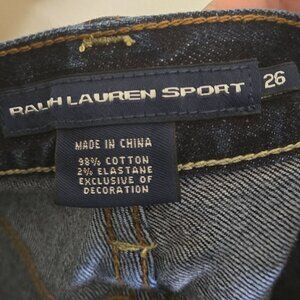 RALPH LAUREN SPORT 26
MADE IN CHINA
98% COTTON
2% ELASTANE
EXCLUSIVE OF
DECORATION